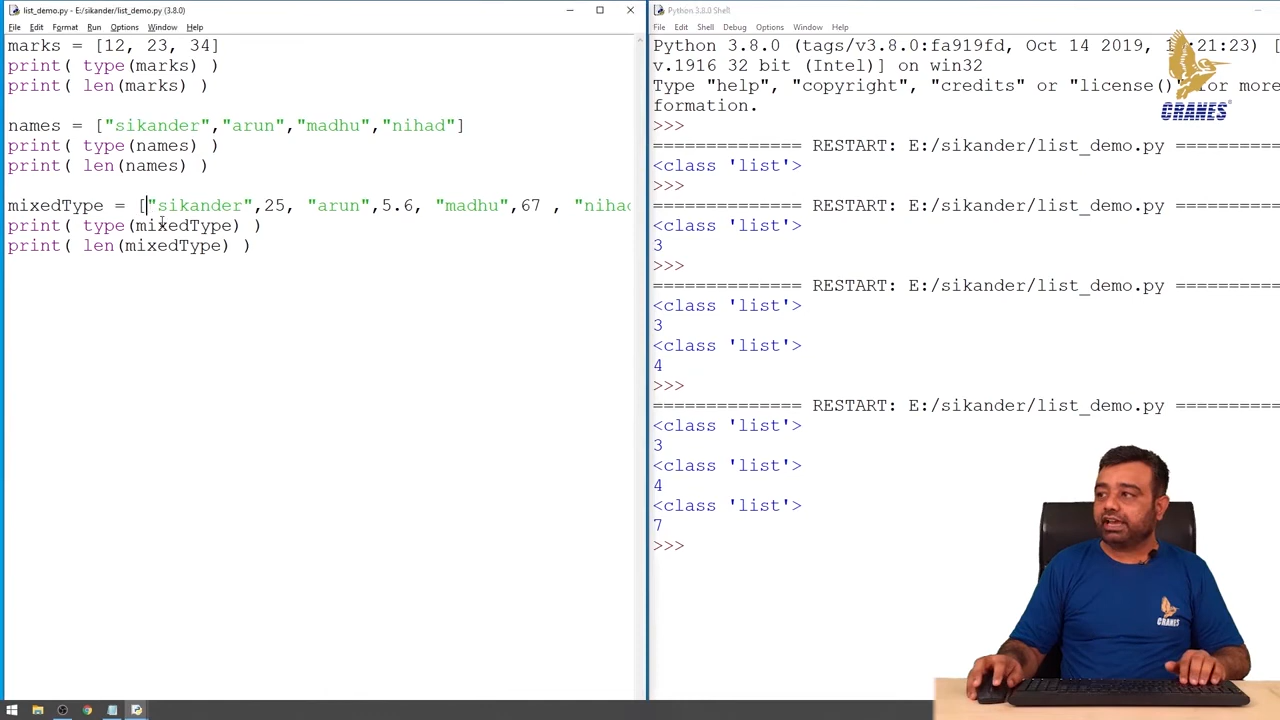 list_demo.py - E:/sikander/list_demo.py (3.8.0)
File Edit Format Run Options Window Help
marks = [12, 23, 34]
print( type(marks) )
print( len(marks) )
names = ["sikander","arun","madhu","nihad"]
print( type(names) )
print( len(names) )
mixedType = ["sikander",25, "arun",5.6, "madhu",67 , "nihad
print( type(mixedType) )
print( len(mixedType) )
Python 3.8.0 Shell
File Edit Shell Debug Options Window Help
Python 3.8.0 (tags/v3.8.0:fa919fd, Oct 14 2019, :21:23) [
v.1916 32 bit (Intel)] on win32
Type "help", "copyright", "credits" or "license()" for more
formation.
>>>
============= RESTART: E:/sikander/list_demo.py ===========
<class 'list'>
>>>
============= RESTART: E:/sikander/list_demo.py ===========
<class 'list'>
3
>>>
============= RESTART: E:/sikander/list_demo.py ===========
<class 'list'>
3
<class 'list'>
4
>>>
============= RESTART: E:/sikander/list_demo.py ===========
<class 'list'>
3
<class 'list'>
4
<class 'list'>
7
>>>
CRANES
CRANES